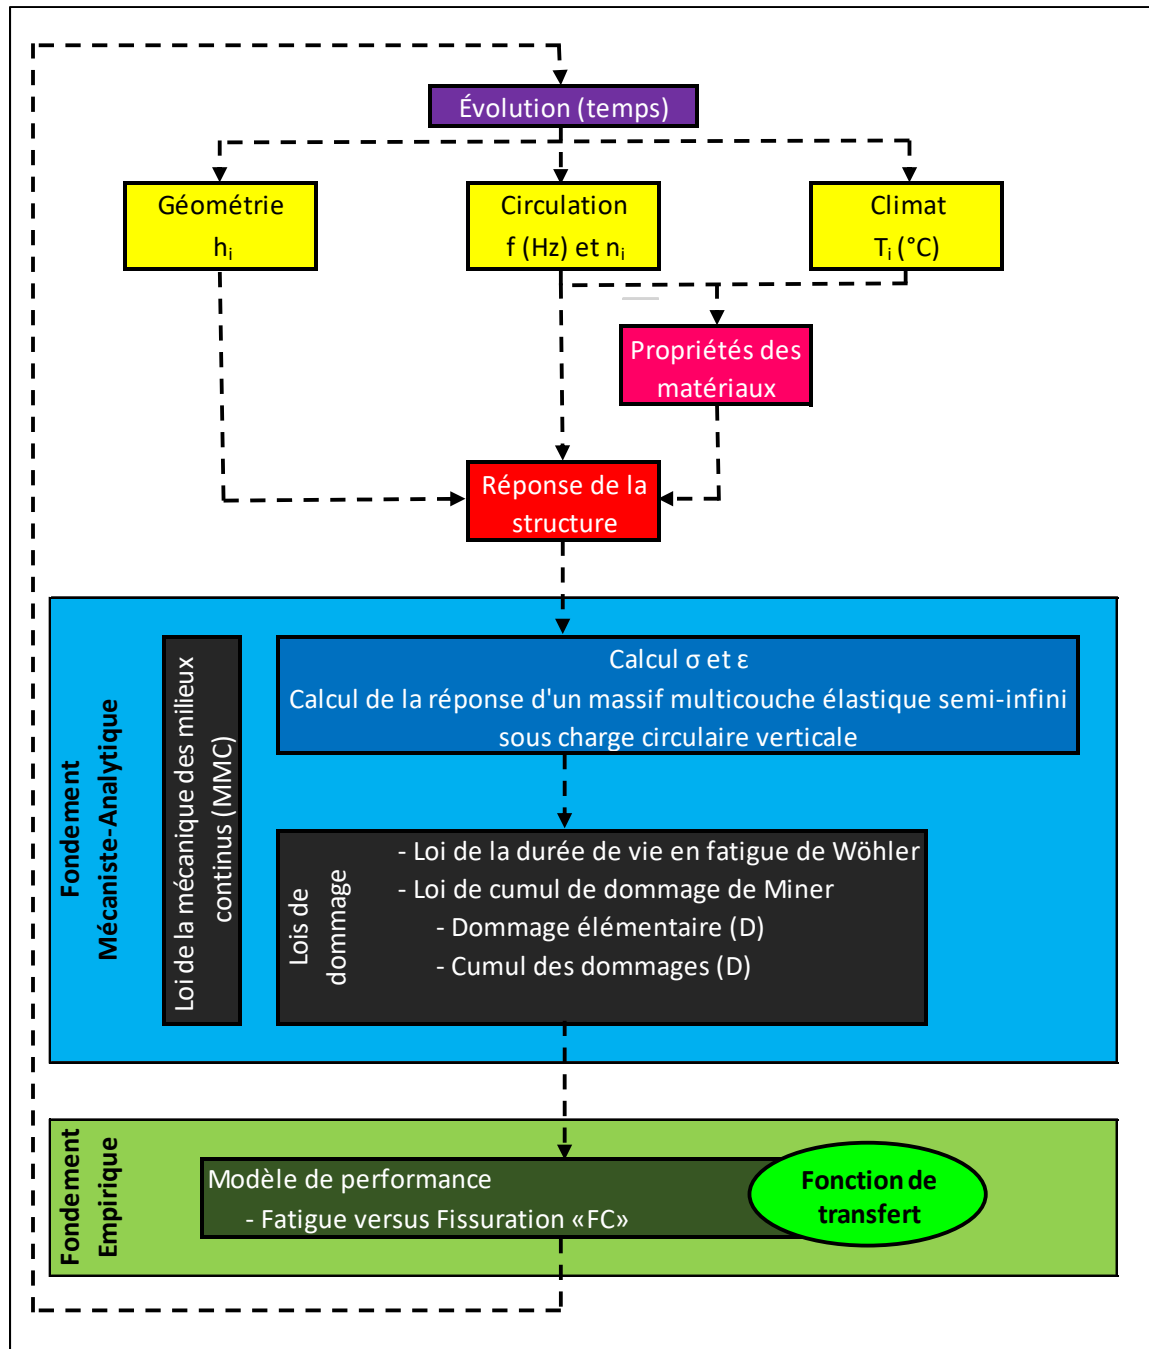 Évolution (temps)
Géométrie
hᵢ
Circulation
f (Hz) et nᵢ
Climat
Tᵢ (°C)
Propriétés des
matériaux
Réponse de la
structure
Fondement
Mécaniste-Analytique
Loi de la mécanique des milieux
continus (MMC)
Calcul σ et ε
Calcul de la réponse d'un massif multicouche élastique semi-infini
sous charge circulaire verticale
Lois de
dommage
- Loi de la durée de vie en fatigue de Wöhler
- Loi de cumul de dommage de Miner
- Dommage élémentaire (D)
- Cumul des dommages (D)
Fondement
Empirique
Modèle de performance
- Fatigue versus Fissuration «FC»
Fonction de
transfert